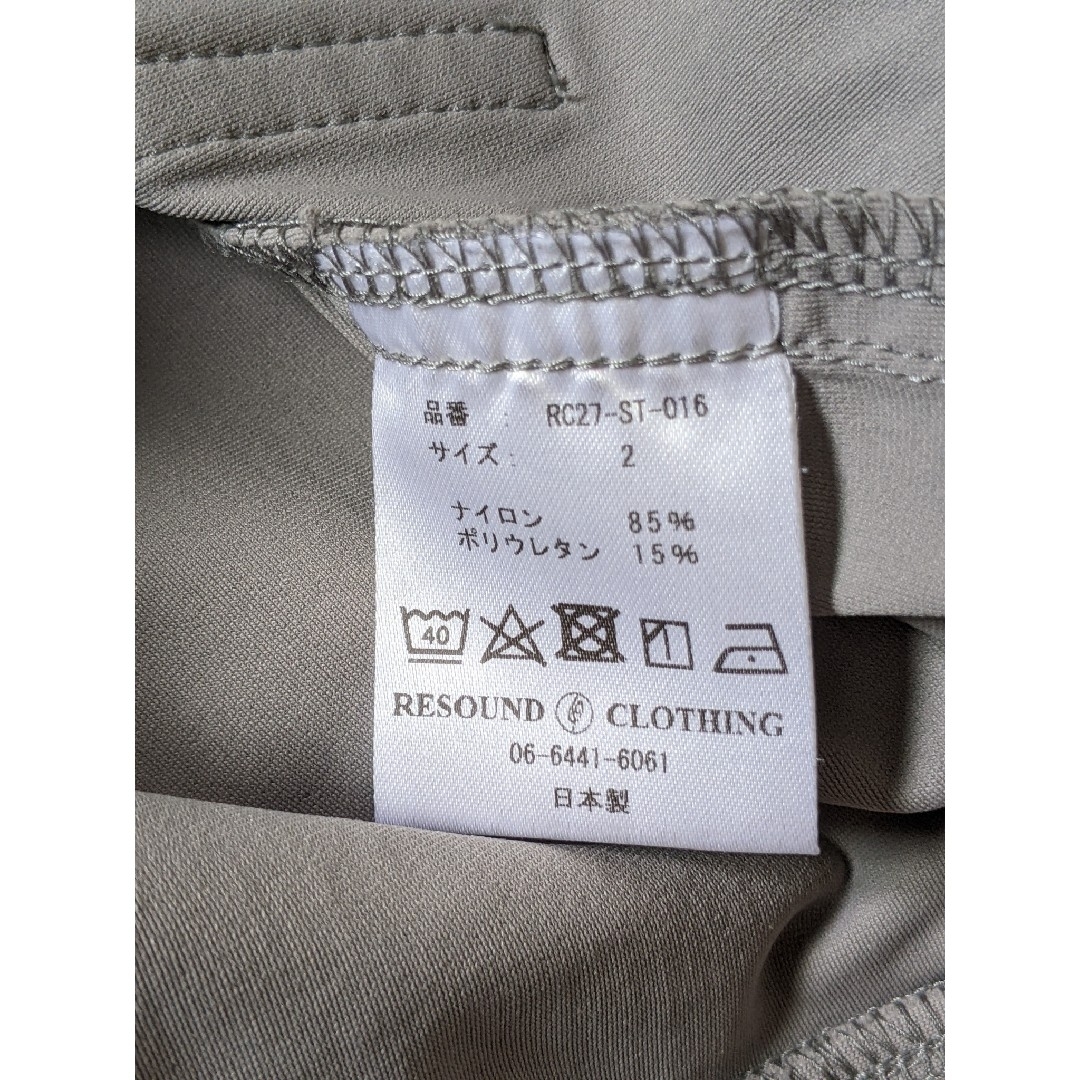 品番 : RC27-ST-016
サイズ: 2
ナイロン 85%
ポリウレタン 15%
40
RESOUND CLOTHING
06-6441-6061
日本製